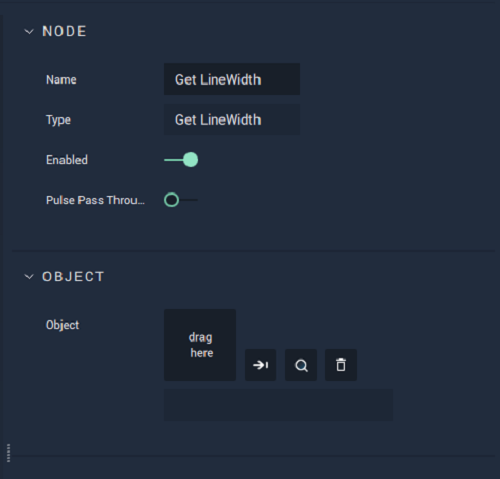 NODE
Name
Get LineWidth
Type
Get LineWidth
Enabled
Pulse Pass Throu...
OBJECT
Object
drag
here